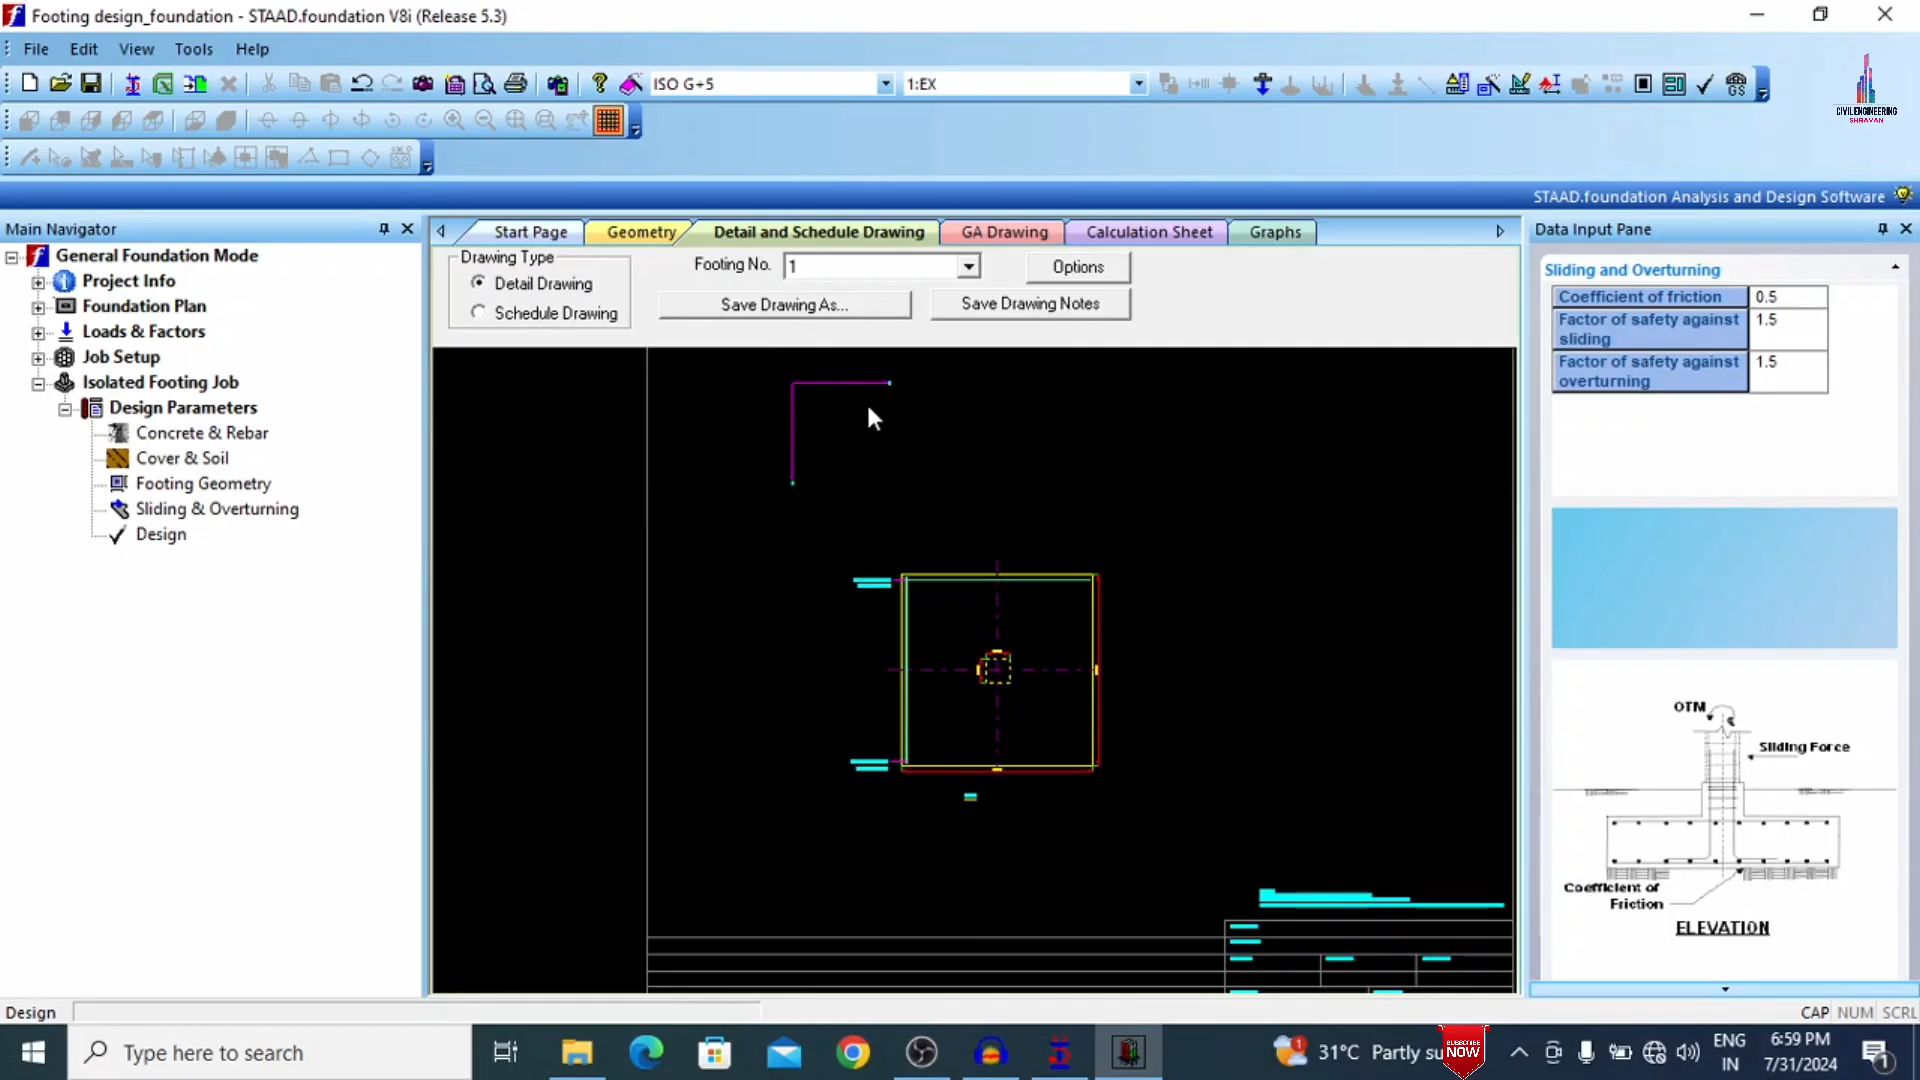 Footing design_foundation - STAAD.foundation V8i (Release 5.3)
File Edit View Tools Help
ISO G+5
1:EX
GS
CIVIL ENGINEERING
SHRAVAN
STAAD.foundation Analysis and Design Software
Main Navigator
General Foundation Mode
Project Info
Foundation Plan
Loads & Factors
Job Setup
Isolated Footing Job
Design Parameters
Concrete & Rebar
Cover & Soil
Footing Geometry
Sliding & Overturning
Design
Start Page
Geometry
Detail and Schedule Drawing
GA Drawing
Calculation Sheet
Graphs
Drawing Type
Detail Drawing
Schedule Drawing
Footing No.
1
Options
Save Drawing As...
Save Drawing Notes
Data Input Pane
Sliding and Overturning
Coefficient of friction 0.5
Factor of safety against 1.5
sliding
Factor of safety against 1.5
overturning
OTM
Sliding Force
Coefficient of
Friction
ELEVATION
Design
CAP NUM SCRL
Type here to search
31°C Partly su
SUBSCRIBE
NOW
ENG
IN
6:59 PM
7/31/2024
1